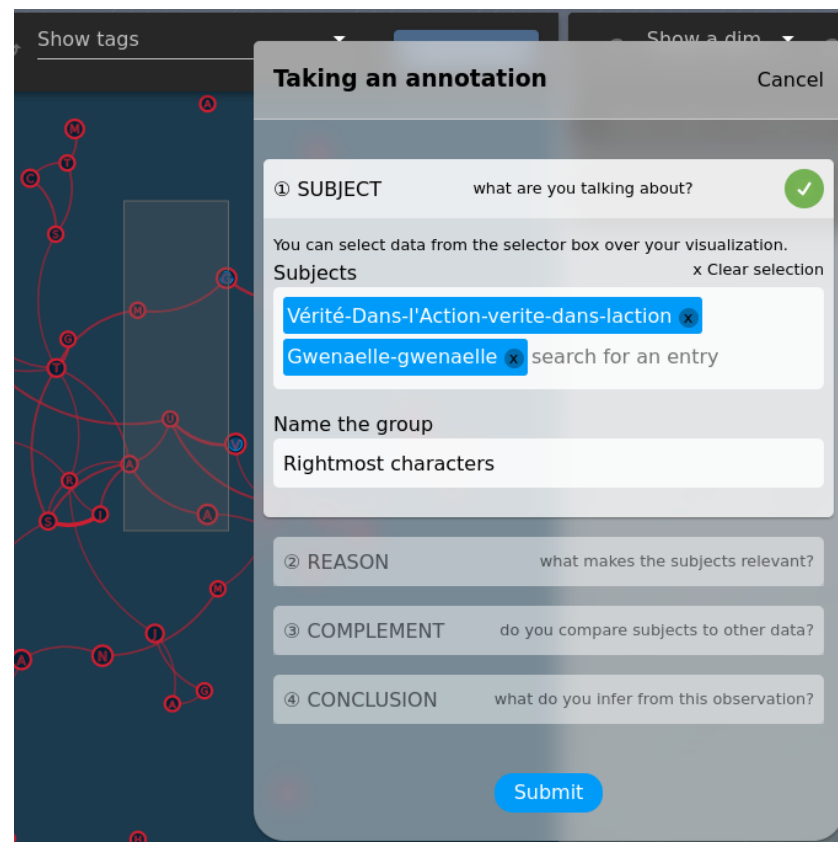 Show tags
Show a dim
Taking an annotation
Cancel
① SUBJECT
what are you talking about?
You can select data from the selector box over your visualization.
Subjects
x Clear selection
Vérité-Dans-l'Action-verite-dans-laction x
Gwenaelle-gwenaelle x search for an entry
Name the group
Rightmost characters
② REASON
what makes the subjects relevant?
③ COMPLEMENT
do you compare subjects to other data?
④ CONCLUSION
what do you infer from this observation?
Submit
A
M
T
C
S
G
M
G
T
U
V
R
A
S
I
A
M
J
A
N
G
A
H